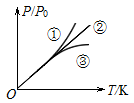 P/P₀
①
②
③
O
T/K